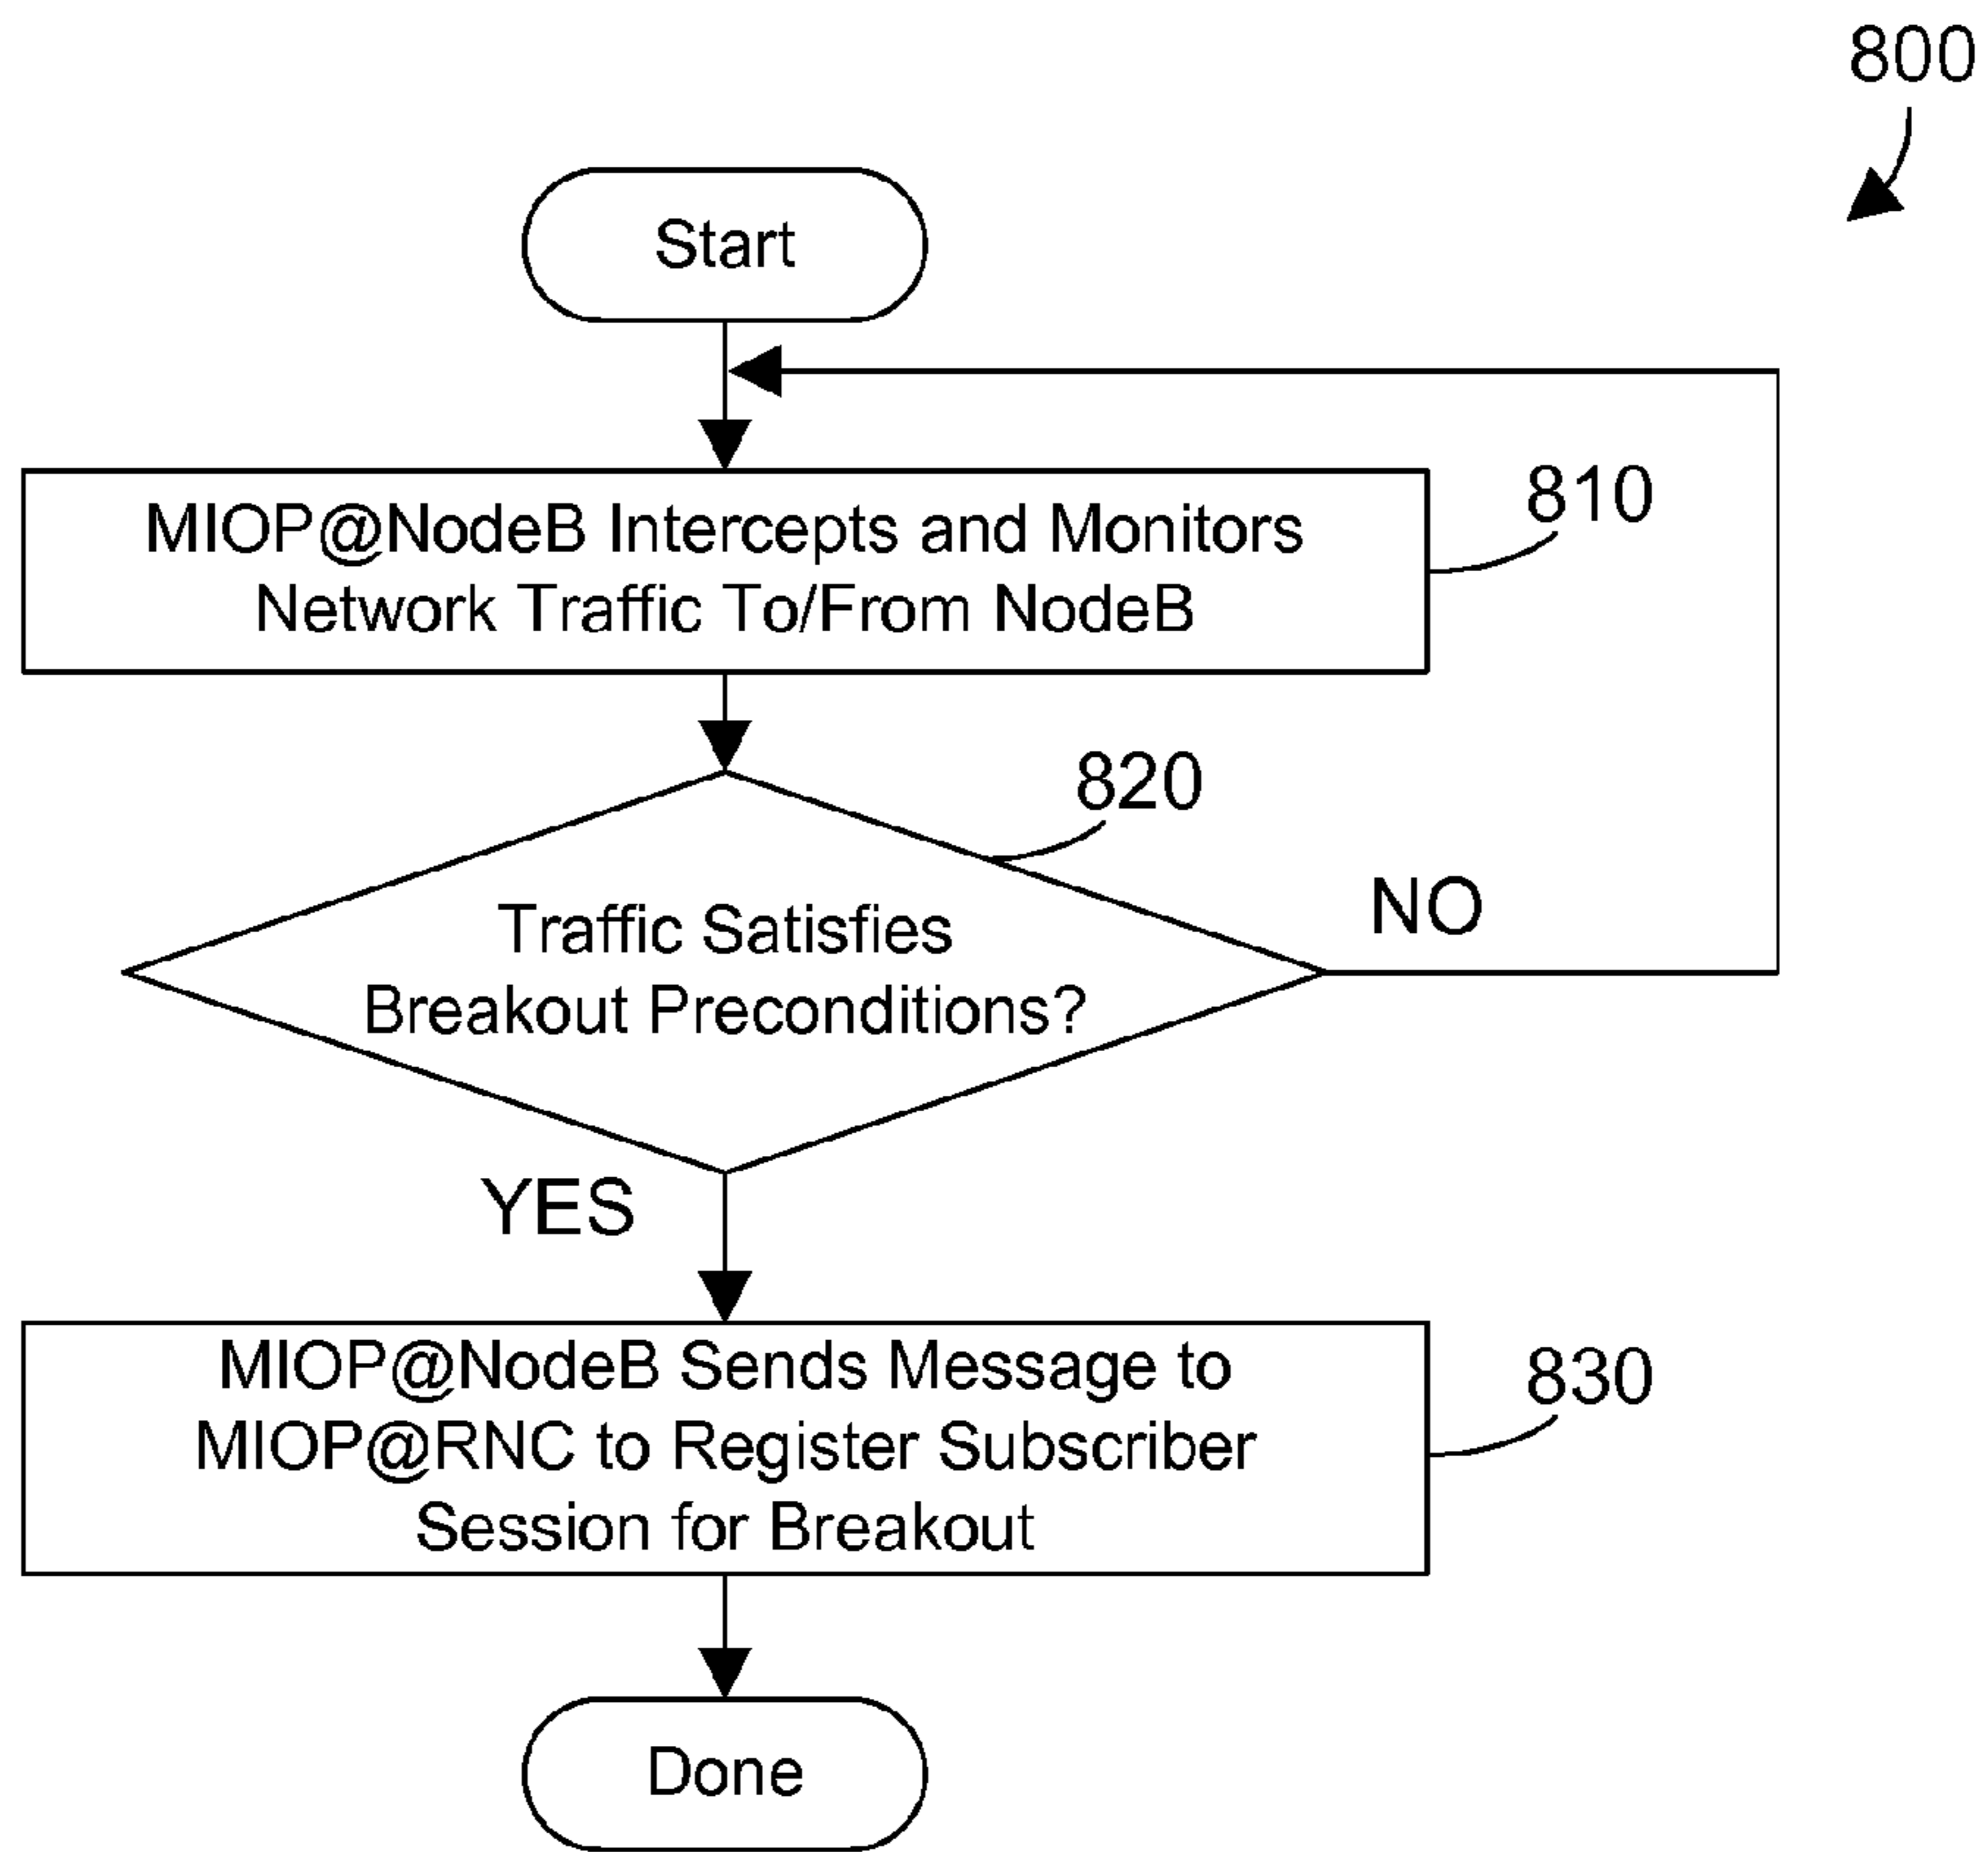 800
Start
MIOP@NodeB Intercepts and Monitors
Network Traffic To/From NodeB
810
820
Traffic Satisfies
Breakout Preconditions?
NO
YES
MIOP@NodeB Sends Message to
MIOP@RNC to Register Subscriber
Session for Breakout
830
Done